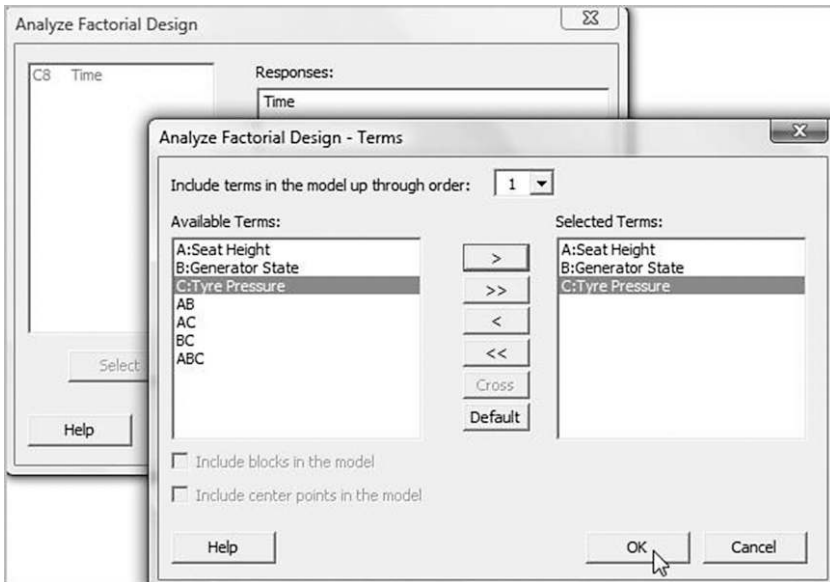 Analyze Factorial Design
C8 Time
Responses:
Time
Select
Help
Analyze Factorial Design - Terms
Include terms in the model up through order: 1
Available Terms:
A:Seat Height
B:Generator State
C:Tyre Pressure
AB
AC
BC
ABC
>
>>
<
<<
Cross
Default
Selected Terms:
A:Seat Height
B:Generator State
C:Tyre Pressure
Include blocks in the model
Include center points in the model
Help
OK
Cancel